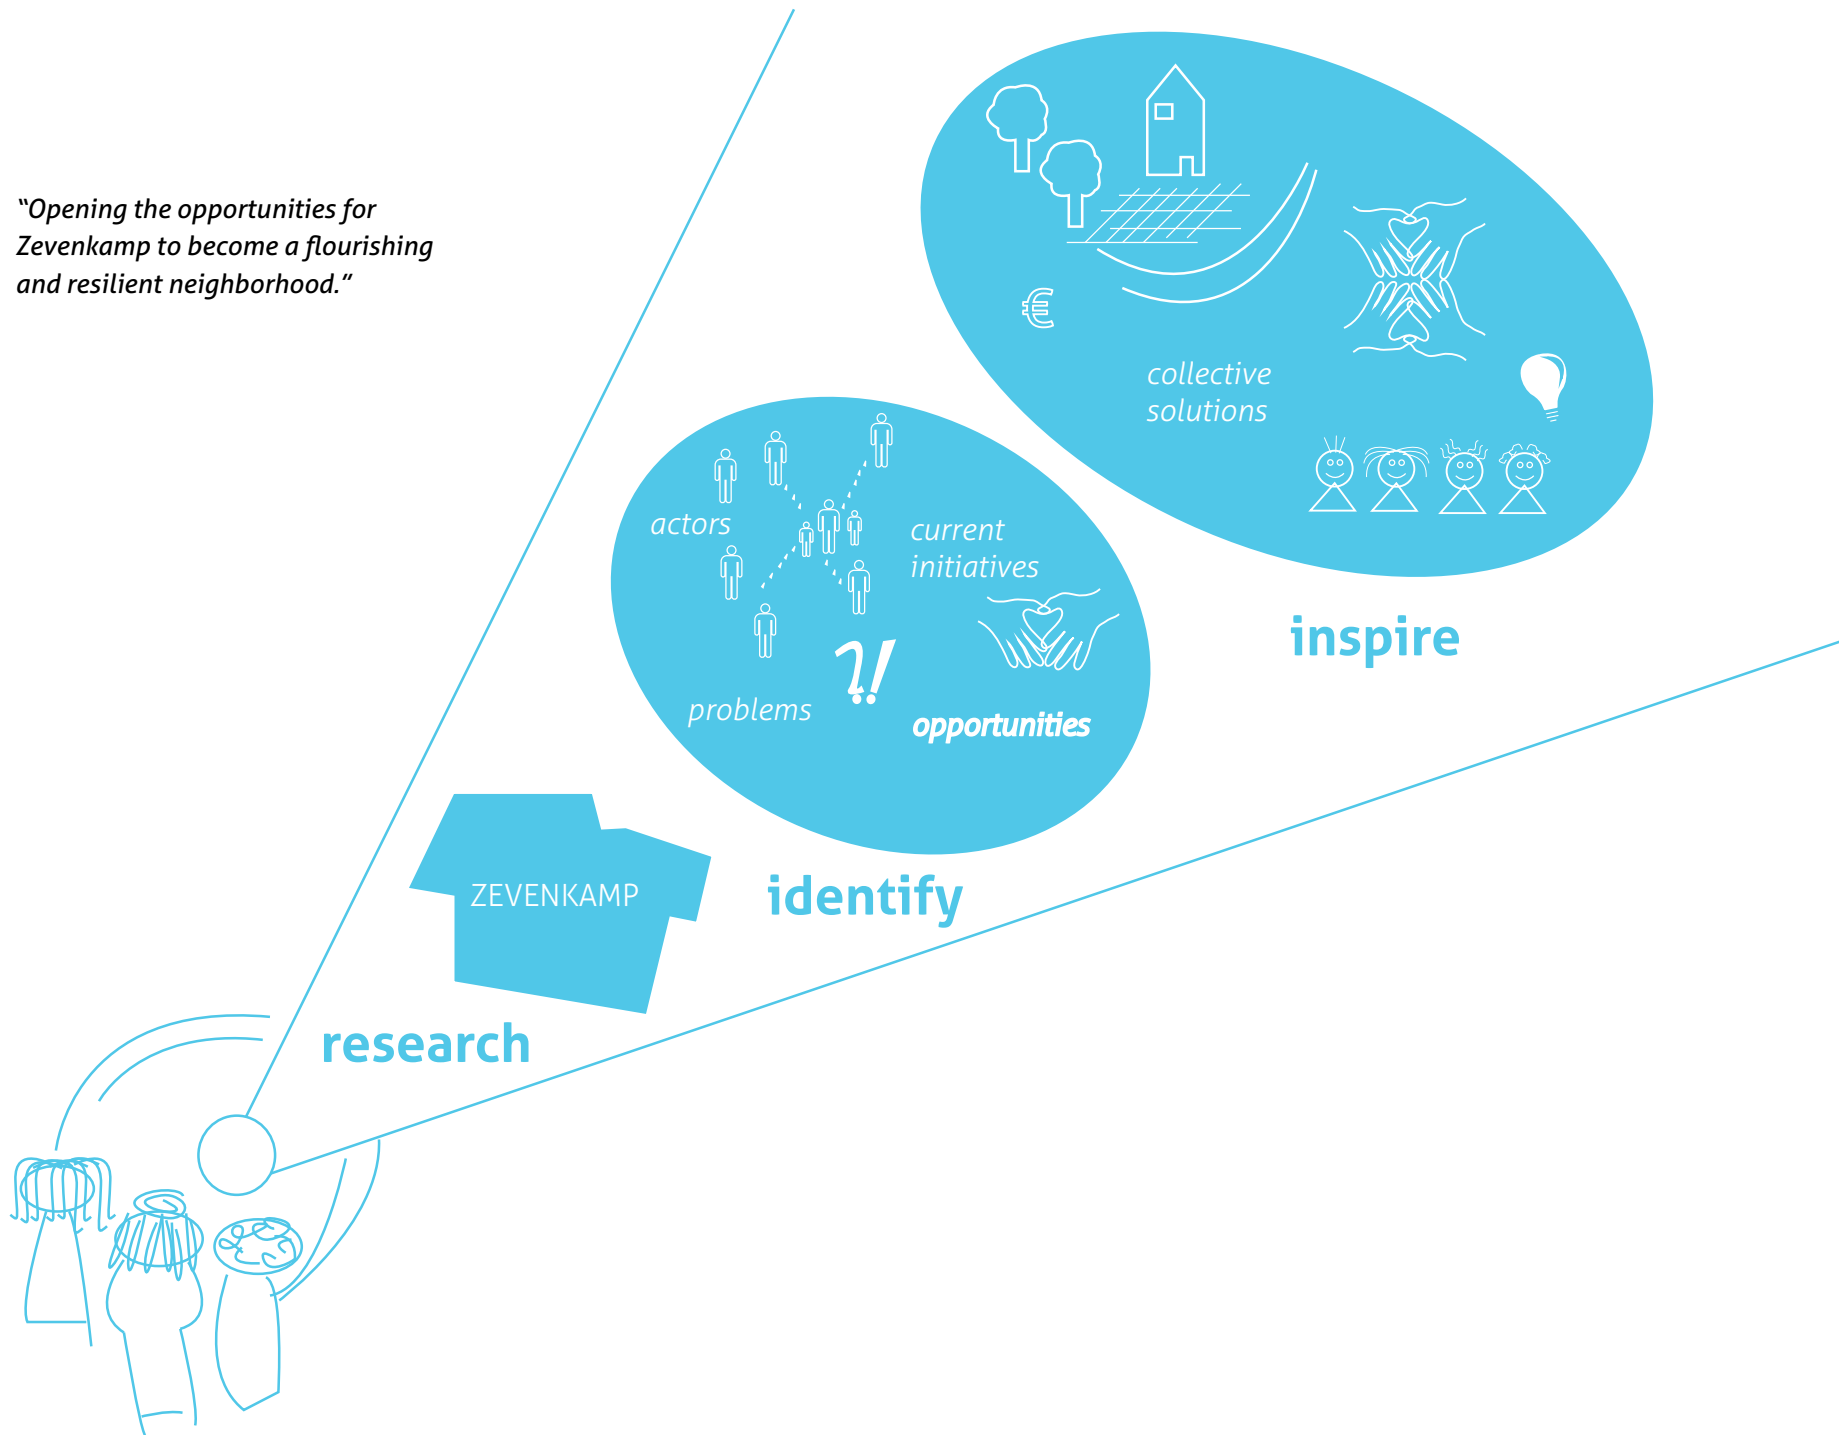 “Opening the opportunities for
Zevenkamp to become a flourishing
and resilient neighborhood.“
€
collective
solutions
inspire
actors
current
initiatives
?!
problems
opportunities
identify
ZEVENKAMP
research